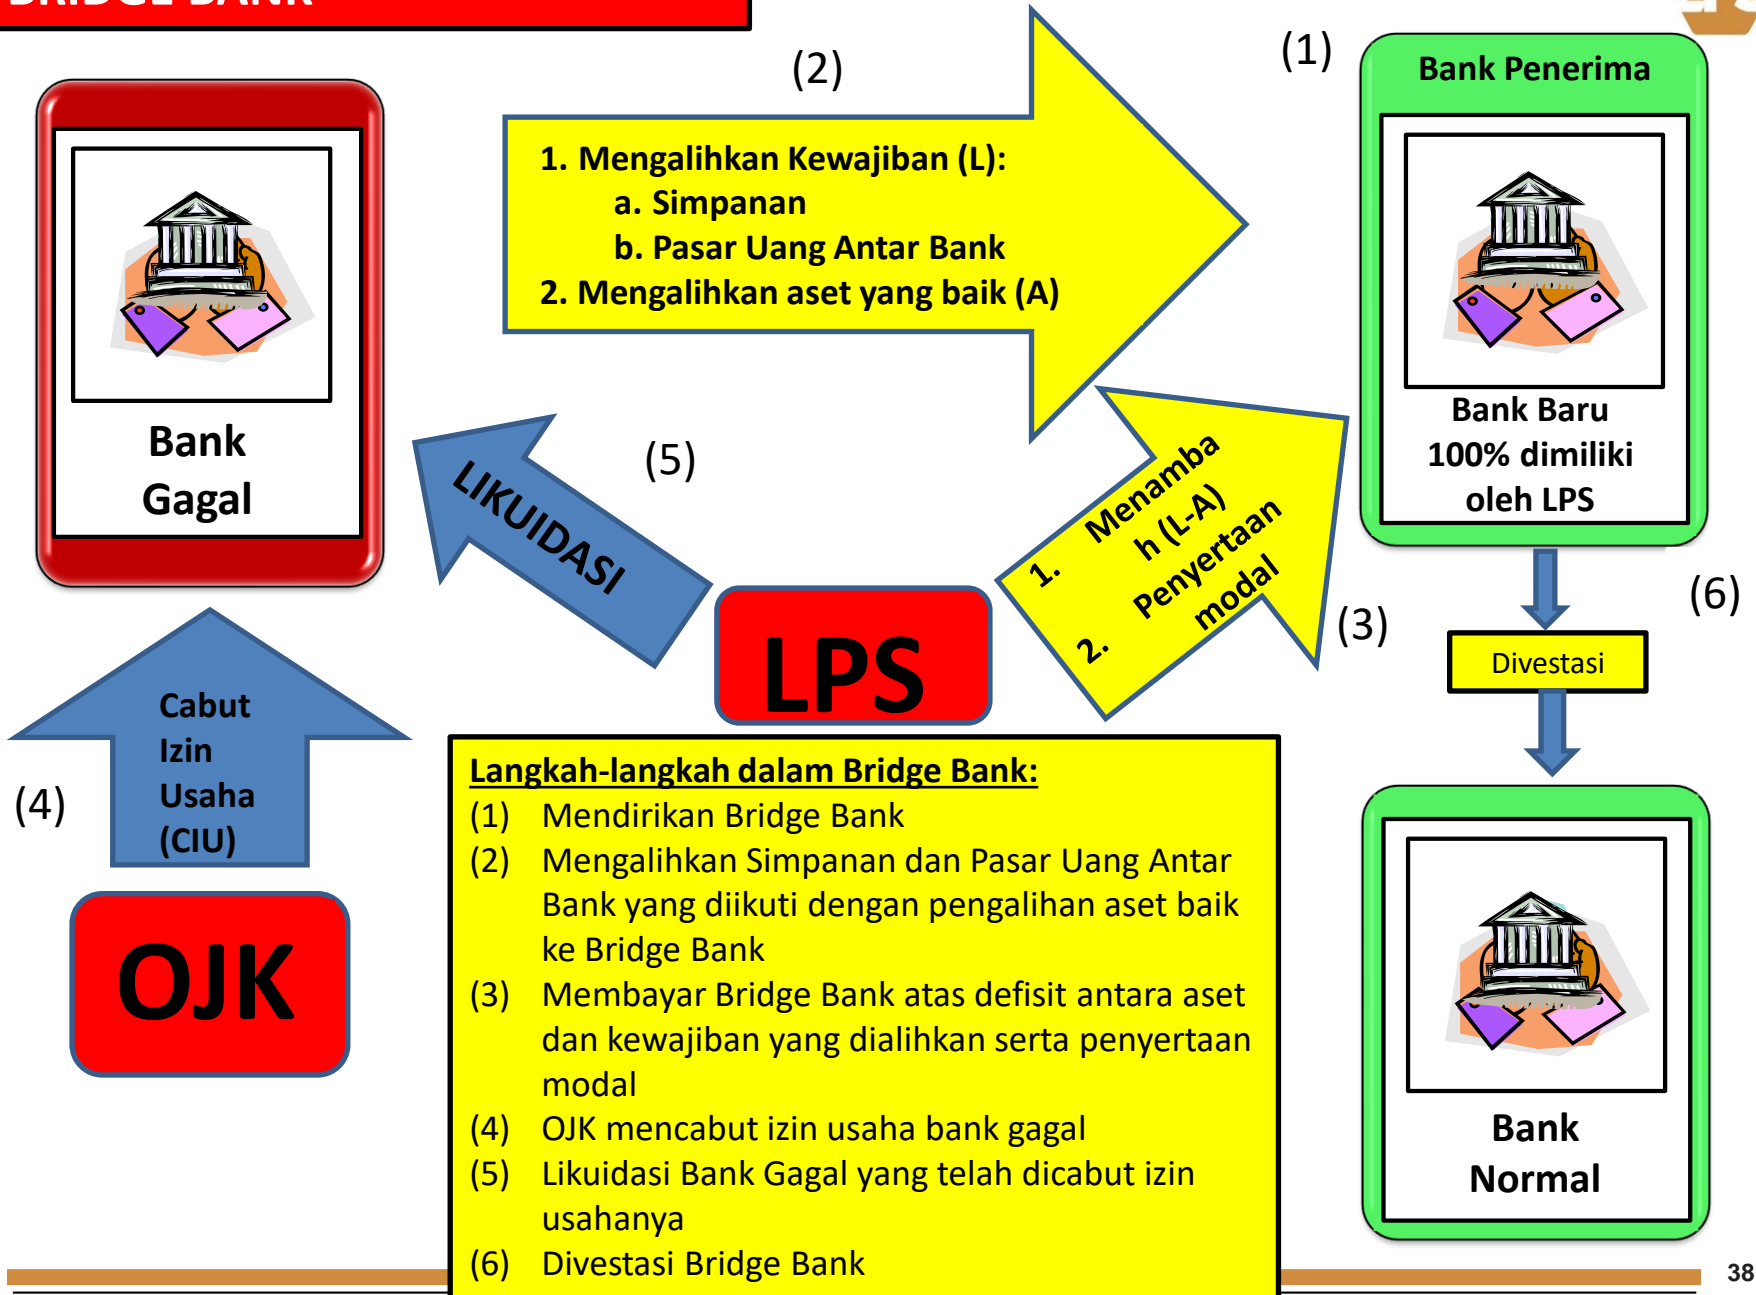 BRIDGE BANK
(2)
(1)
Bank Penerima
1. Mengalihkan Kewajiban (L):
a. Simpanan
b. Pasar Uang Antar Bank
2. Mengalihkan aset yang baik (A)
Bank
Gagal
Bank Baru
100% dimiliki
oleh LPS
(5)
LIKUIDASI
1. Menamba
h (L-A)
2. Penyertaan
modal
(3)
(6)
LPS
Divestasi
Cabut
Izin
Usaha
(CIU)
(4)
OJK
Langkah-langkah dalam Bridge Bank:
(1) Mendirikan Bridge Bank
(2) Mengalihkan Simpanan dan Pasar Uang Antar
Bank yang diikuti dengan pengalihan aset baik
ke Bridge Bank
(3) Membayar Bridge Bank atas defisit antara aset
dan kewajiban yang dialihkan serta penyertaan
modal
(4) OJK mencabut izin usaha bank gagal
(5) Likuidasi Bank Gagal yang telah dicabut izin
usahanya
(6) Divestasi Bridge Bank
Bank
Normal
38